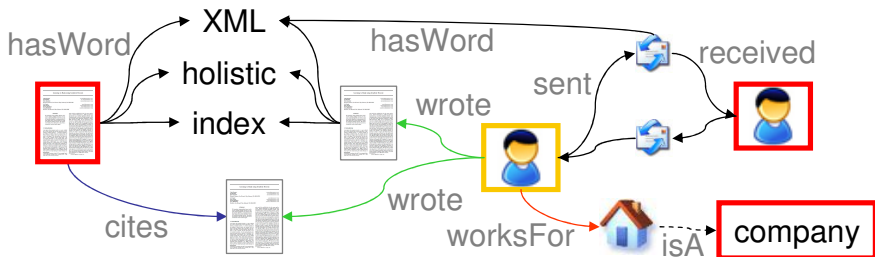 XML
hasWord
hasWord
received
holistic
sent
wrote
index
wrote
cites
worksFor
isA
company